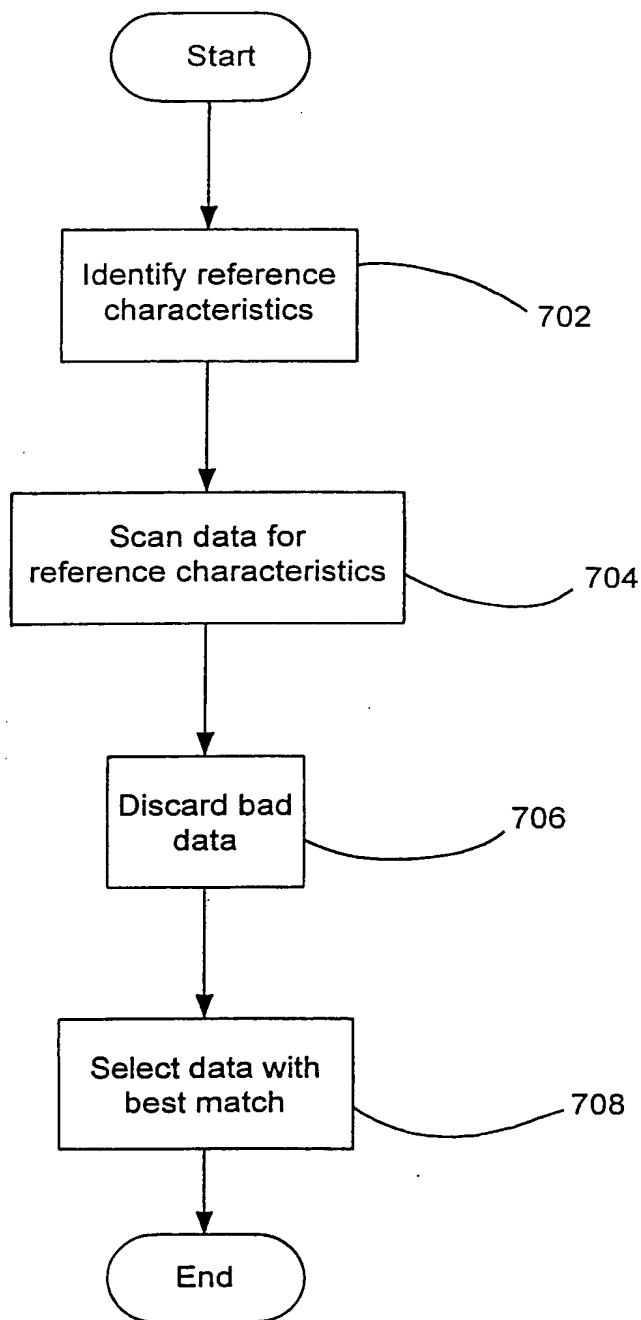 Start
Identify reference
characteristics
702
Scan data for
reference characteristics
704
Discard bad
data
706
Select data with
best match
708
End